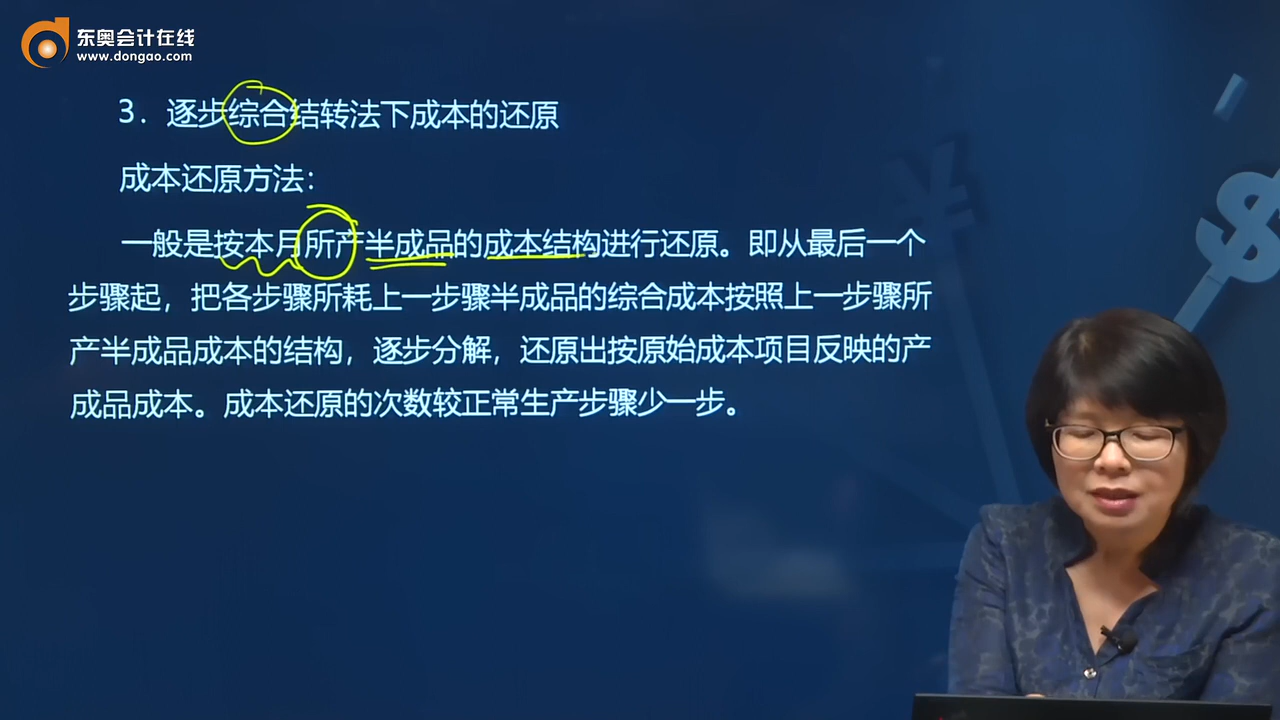 东奥会计在线
www.dongao.com
3．逐步综合结转法下成本的还原
成本还原方法：
一般是按本月所产半成品的成本结构进行还原。即从最后一个
步骤起，把各步骤所耗上一步骤半成品的综合成本按照上一步骤所
产半成品成本的结构，逐步分解，还原出按原始成本项目反映的产
成品成本。成本还原的次数较正常生产步骤少一步。
¥
$